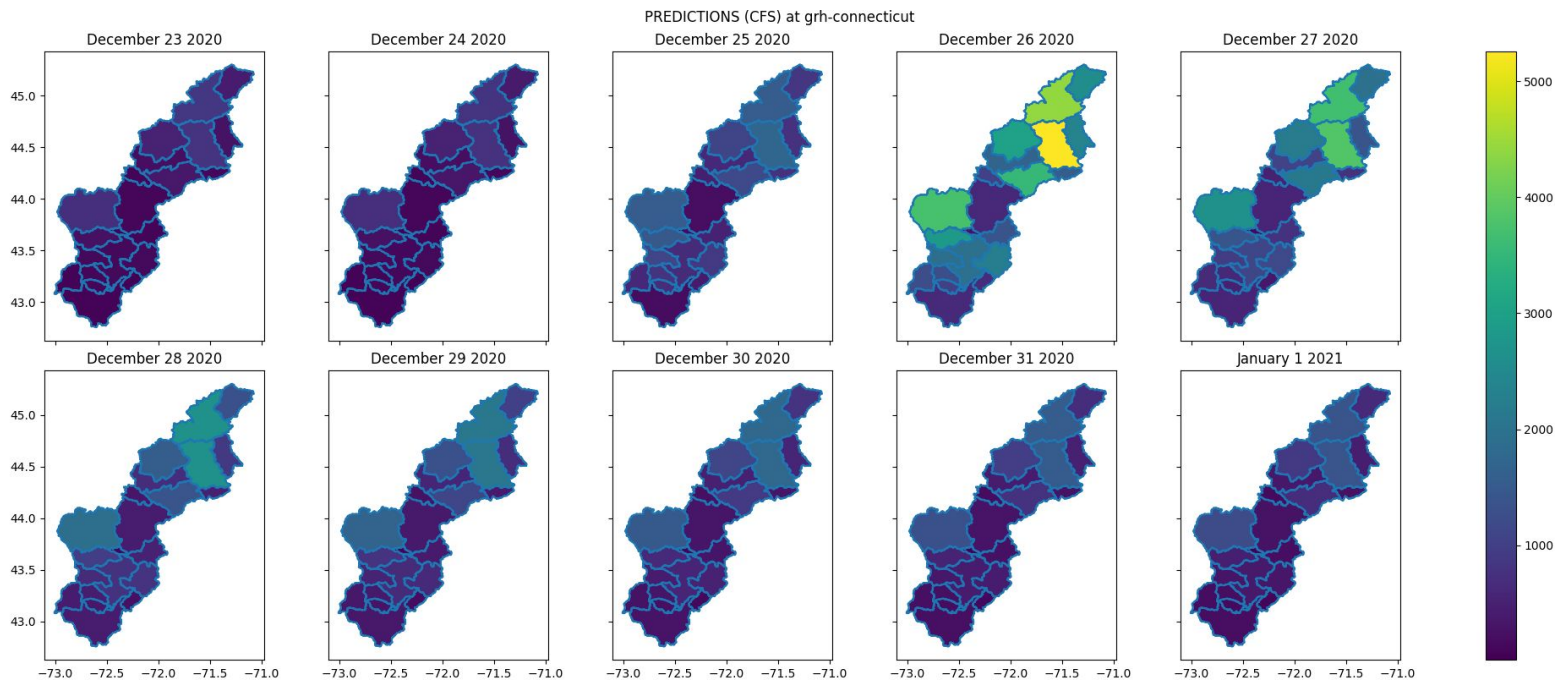 PREDICTIONS (CFS) at grh-connecticut
December 23 2020
December 24 2020
December 25 2020
December 26 2020
December 27 2020
45.0
44.5
44.0
43.5
43.0
December 28 2020
December 29 2020
December 30 2020
December 31 2020
January 1 2021
45.0
44.5
44.0
43.5
43.0
−73.0 −72.5 −72.0 −71.5 −71.0
−73.0 −72.5 −72.0 −71.5 −71.0
−73.0 −72.5 −72.0 −71.5 −71.0
−73.0 −72.5 −72.0 −71.5 −71.0
−73.0 −72.5 −72.0 −71.5 −71.0
5000
4000
3000
2000
1000